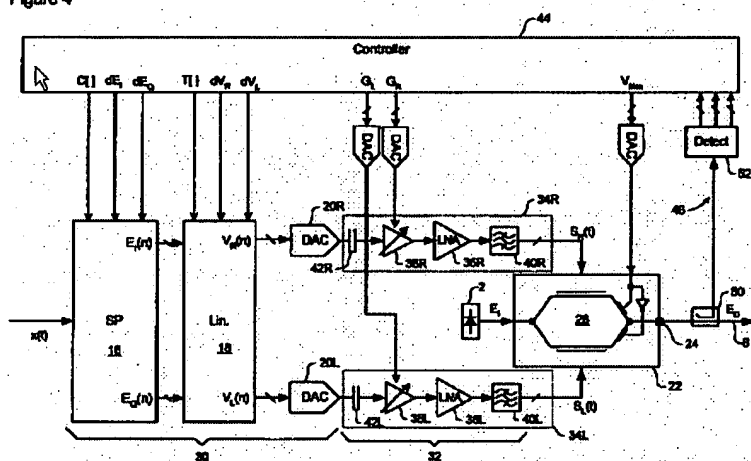 Figure 4
44
Controller
C[ ] dE_I dE_Q T[ ] dV_R dV_L G_L G_R V_Bias
DAC DAC DAC
Detect
52
46
20R
34R
E_I(n) V_R(n) DAC LNA S_R(t)
42R 38R 36R 40R
2
E_I
26
50
E_O
24
6
22
x(t)
SP
16
Lin.
18
20L
E_Q(n) V_L(n) DAC LNA S_L(t)
42L 38L 36L 40L
34L
30 32